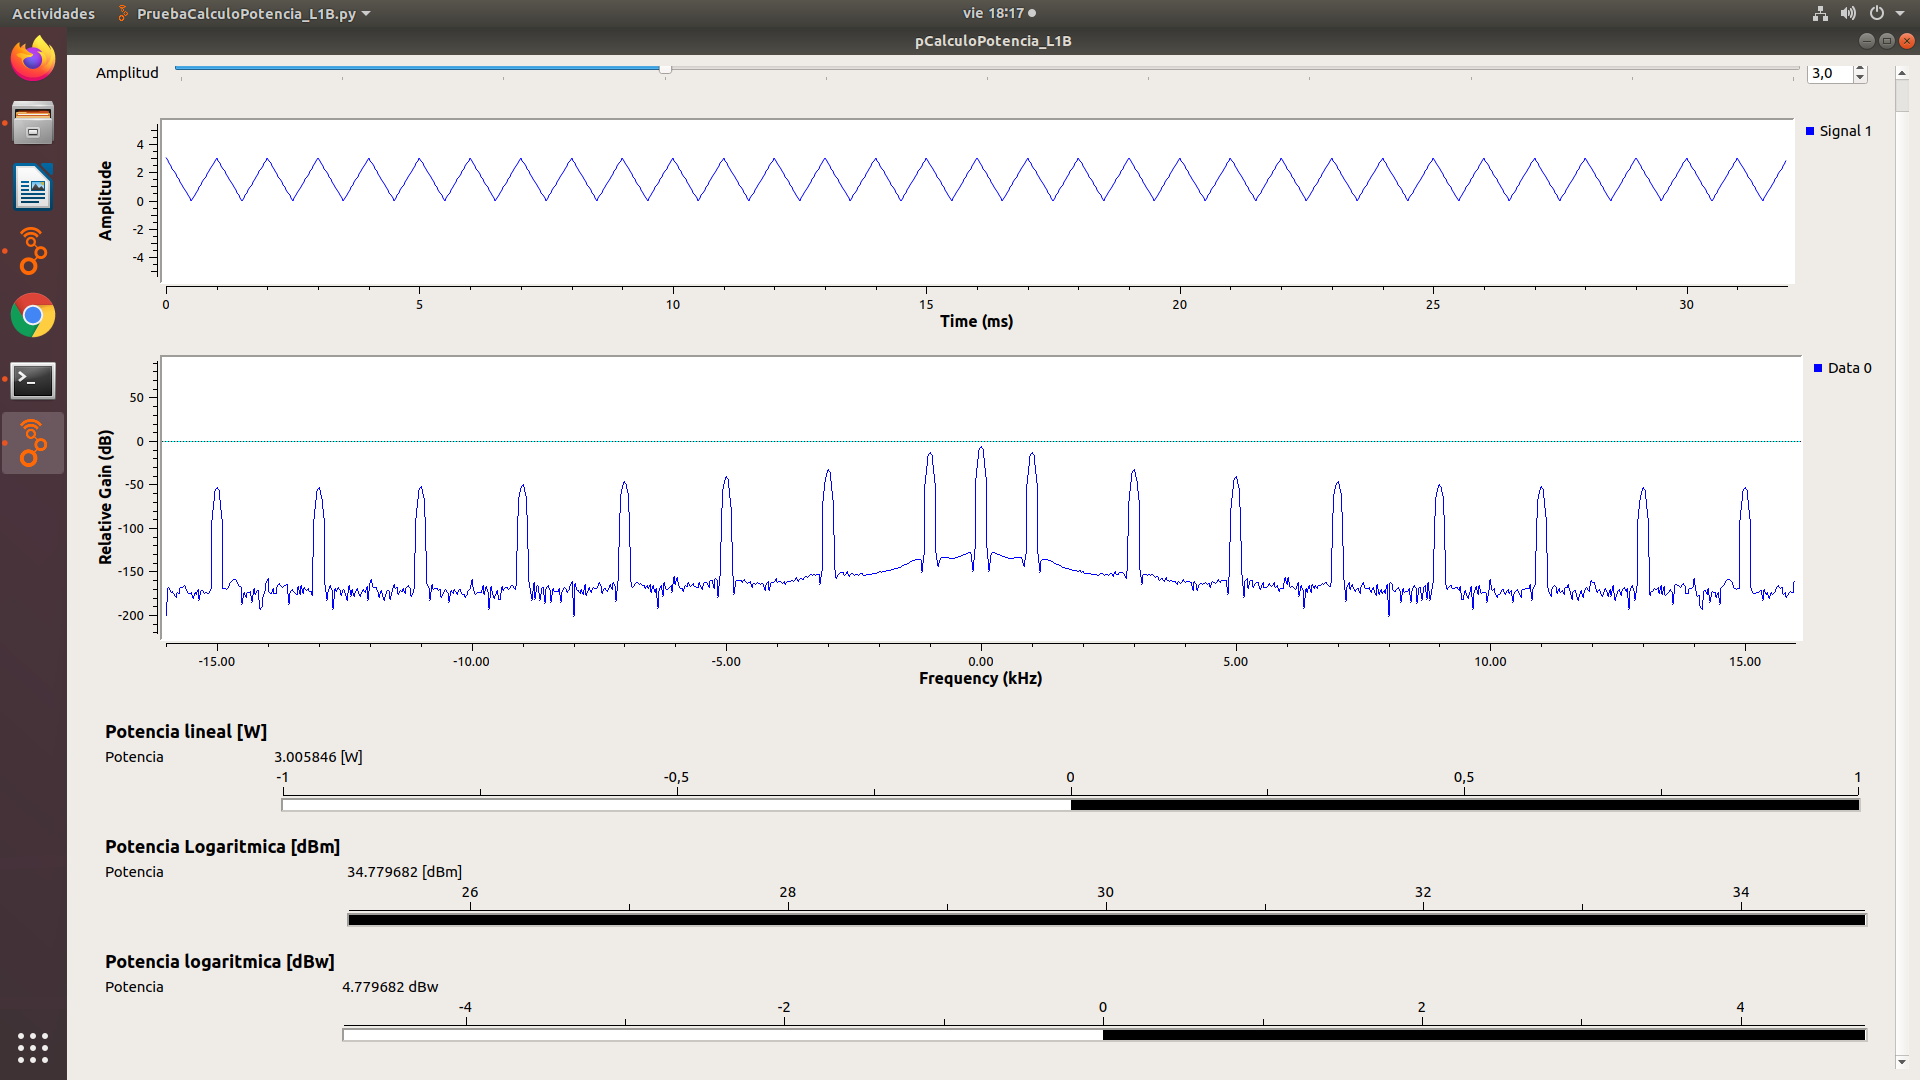 Actividades PruebaCalculoPotencia_L1B.py vie 18:17
pCalculoPotencia_L1B
Amplitud 3,0
Signal 1
4
2
0
-2
-4
Amplitude
0 5 10 15 20 25 30
Time (ms)
Data 0
50
0
-50
-100
-150
-200
Relative Gain (dB)
-15.00 -10.00 -5.00 0.00 5.00 10.00 15.00
Frequency (kHz)
Potencia lineal [W]
Potencia 3.005846 [W]
-1 -0,5 0 0,5 1
Potencia Logaritmica [dBm]
Potencia 34.779682 [dBm]
26 28 30 32 34
Potencia logaritmica [dBw]
Potencia 4.779682 dBw
-4 -2 0 2 4